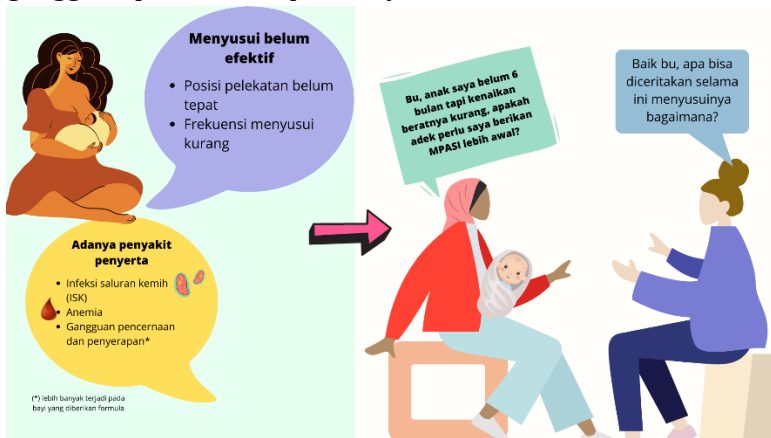 Menyusui belum
efektif
• Posisi pelekatan belum
tepat
• Frekuensi menyusui
kurang
Adanya penyakit
penyerta
• Infeksi saluran kemih
(ISK)
• Anemia
• Gangguan pencernaan
dan penyerapan*
(*) lebih banyak terjadi pada
bayi yang diberikan formula
Bu, anak saya belum 6
bulan tapi kenaikan
beratnya kurang, apakah
adek perlu saya berikan
MPASI lebih awal?
Baik bu, apa bisa
diceritakan selama
ini menyusuinya
bagaimana?